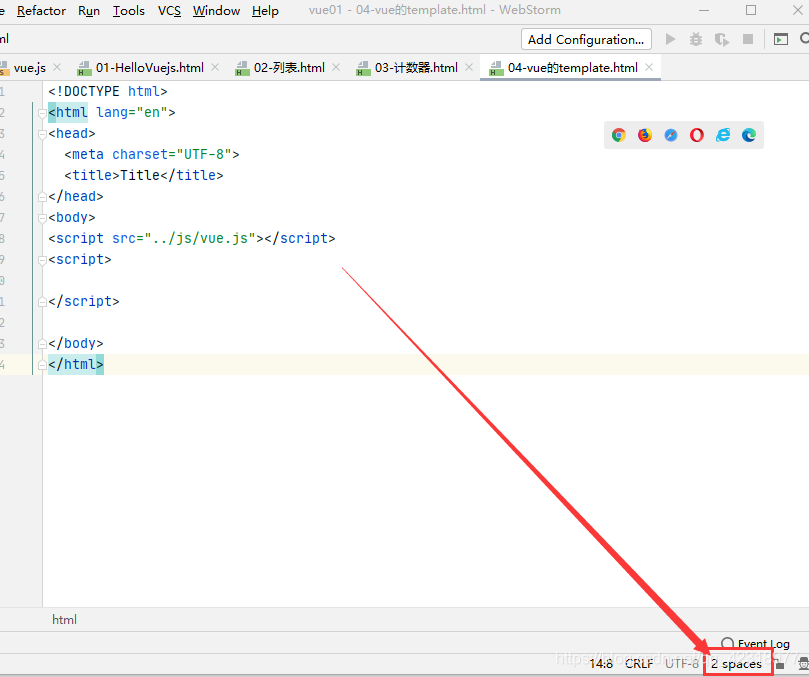 e Refactor Run Tools VCS Window Help vue01 - 04-vue的template.html - WebStorm
ml Add Configuration...
vue.js 01-HelloVuejs.html 02-列表.html 03-计数器.html 04-vue的template.html
1 <!DOCTYPE html>
2 <html lang="en">
3 <head>
4 <meta charset="UTF-8">
5 <title>Title</title>
6 </head>
7 <body>
8 <script src="../js/vue.js"></script>
9 <script>
0
1 </script>
2
3 </body>
4 </html>
html
Event Log
14:8 CRLF UTF-8 2 spaces